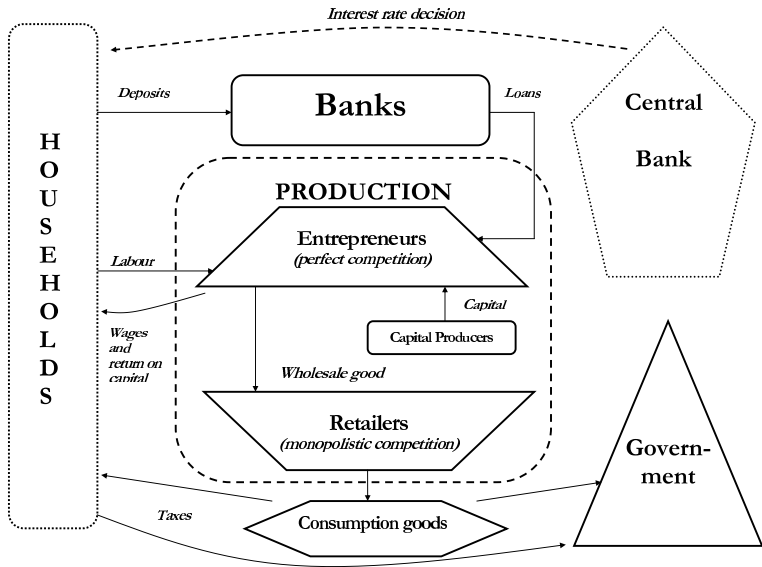 Interest rate decision
Deposits
Banks
Loans
Central
Bank
HOUSEHOLDS
PRODUCTION
Entrepreneurs
(perfect competition)
Labour
Capital
Capital Producers
Wages
and
return on
capital
Wholesale good
Retailers
(monopolistic competition)
Govern-
ment
Consumption goods
Taxes